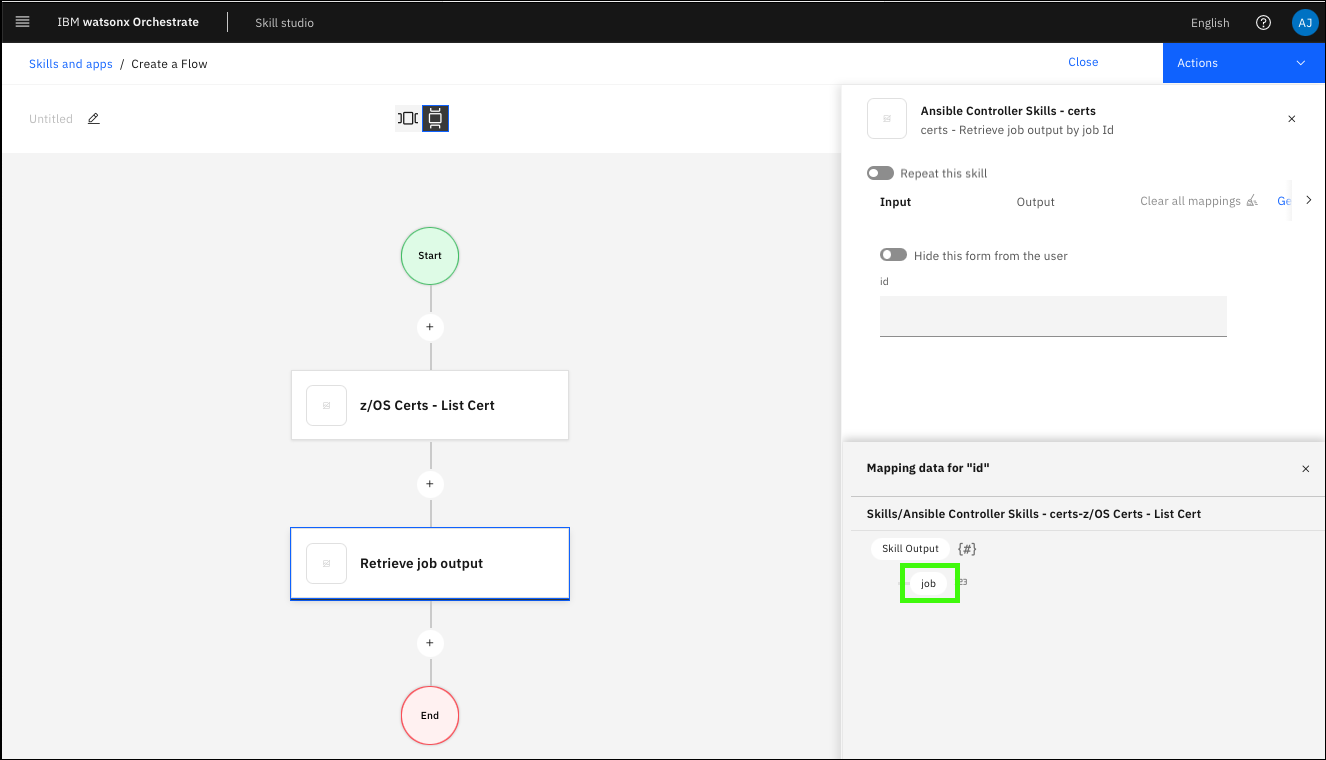 IBM watsonx Orchestrate
Skill studio
English
AJ
Skills and apps / Create a Flow
Close
Actions
Untitled
Start
+
z/OS Certs - List Cert
+
Retrieve job output
+
End
Ansible Controller Skills - certs
certs - Retrieve job output by job Id
Repeat this skill
Input
Output
Clear all mappings
Ge
Hide this form from the user
id
Mapping data for "id"
Skills/Ansible Controller Skills - certs-z/OS Certs - List Cert
Skill Output {#}
job